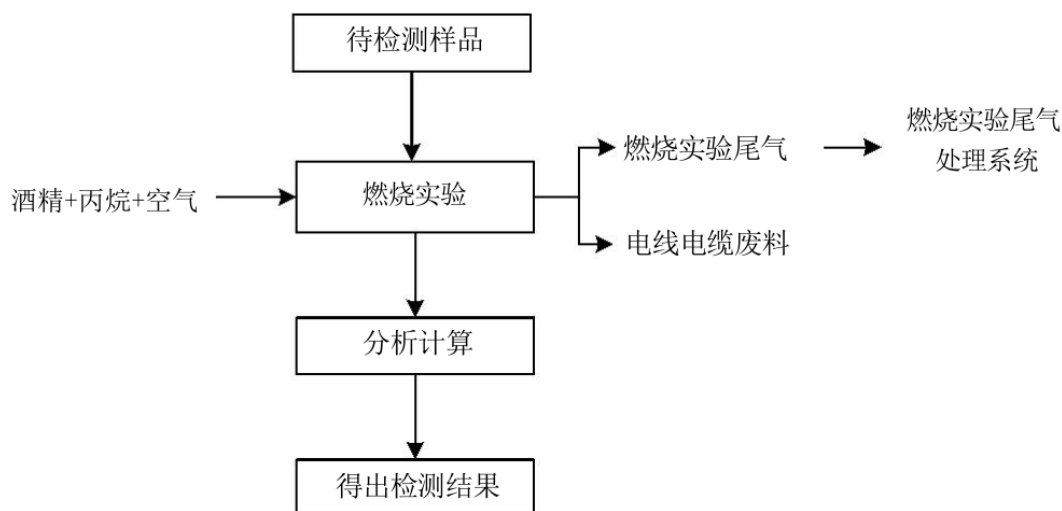 待检测样品
酒精+丙烷+空气
燃烧实验
燃烧实验尾气
燃烧实验尾气
处理系统
电线电缆废料
分析计算
得出检测结果